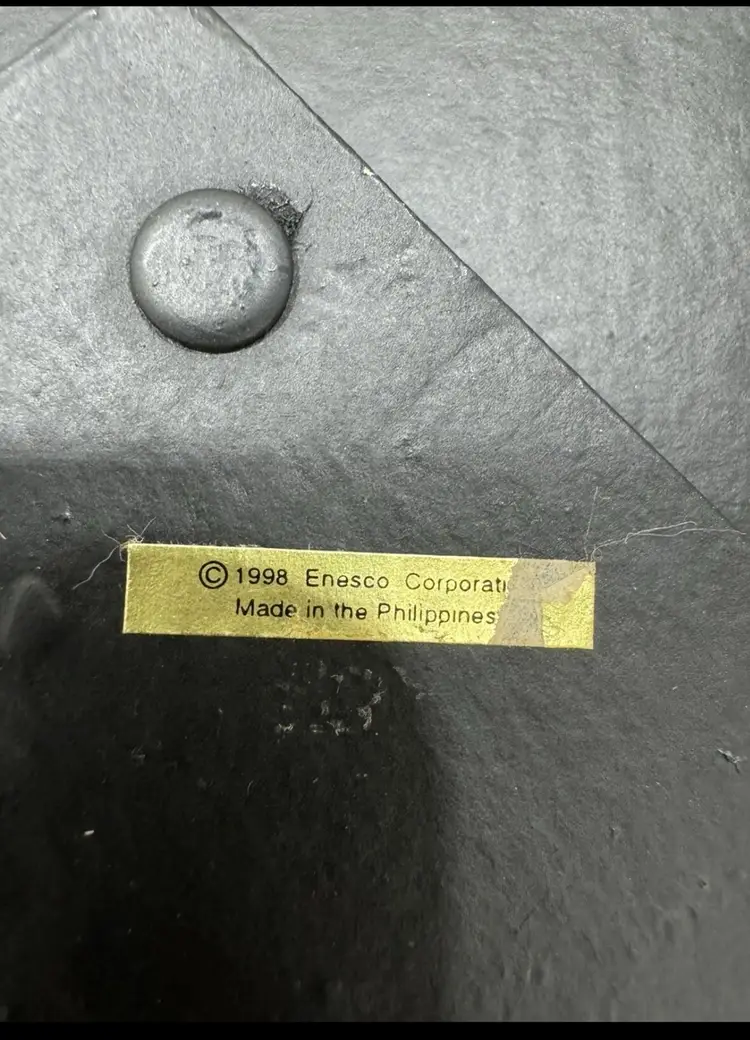 © 1998 Enesco Corporati
Made in the Philippines